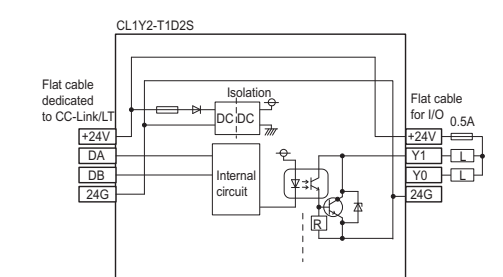 CL1Y2-T1D2S
Flat cable
dedicated
to CC-Link/LT
+24V
DA
DB
24G
Isolation
DC DC
Internal
circuit
R
Flat cable
for I/O
0.5A
+24V
Y1 L
Y0 L
24G